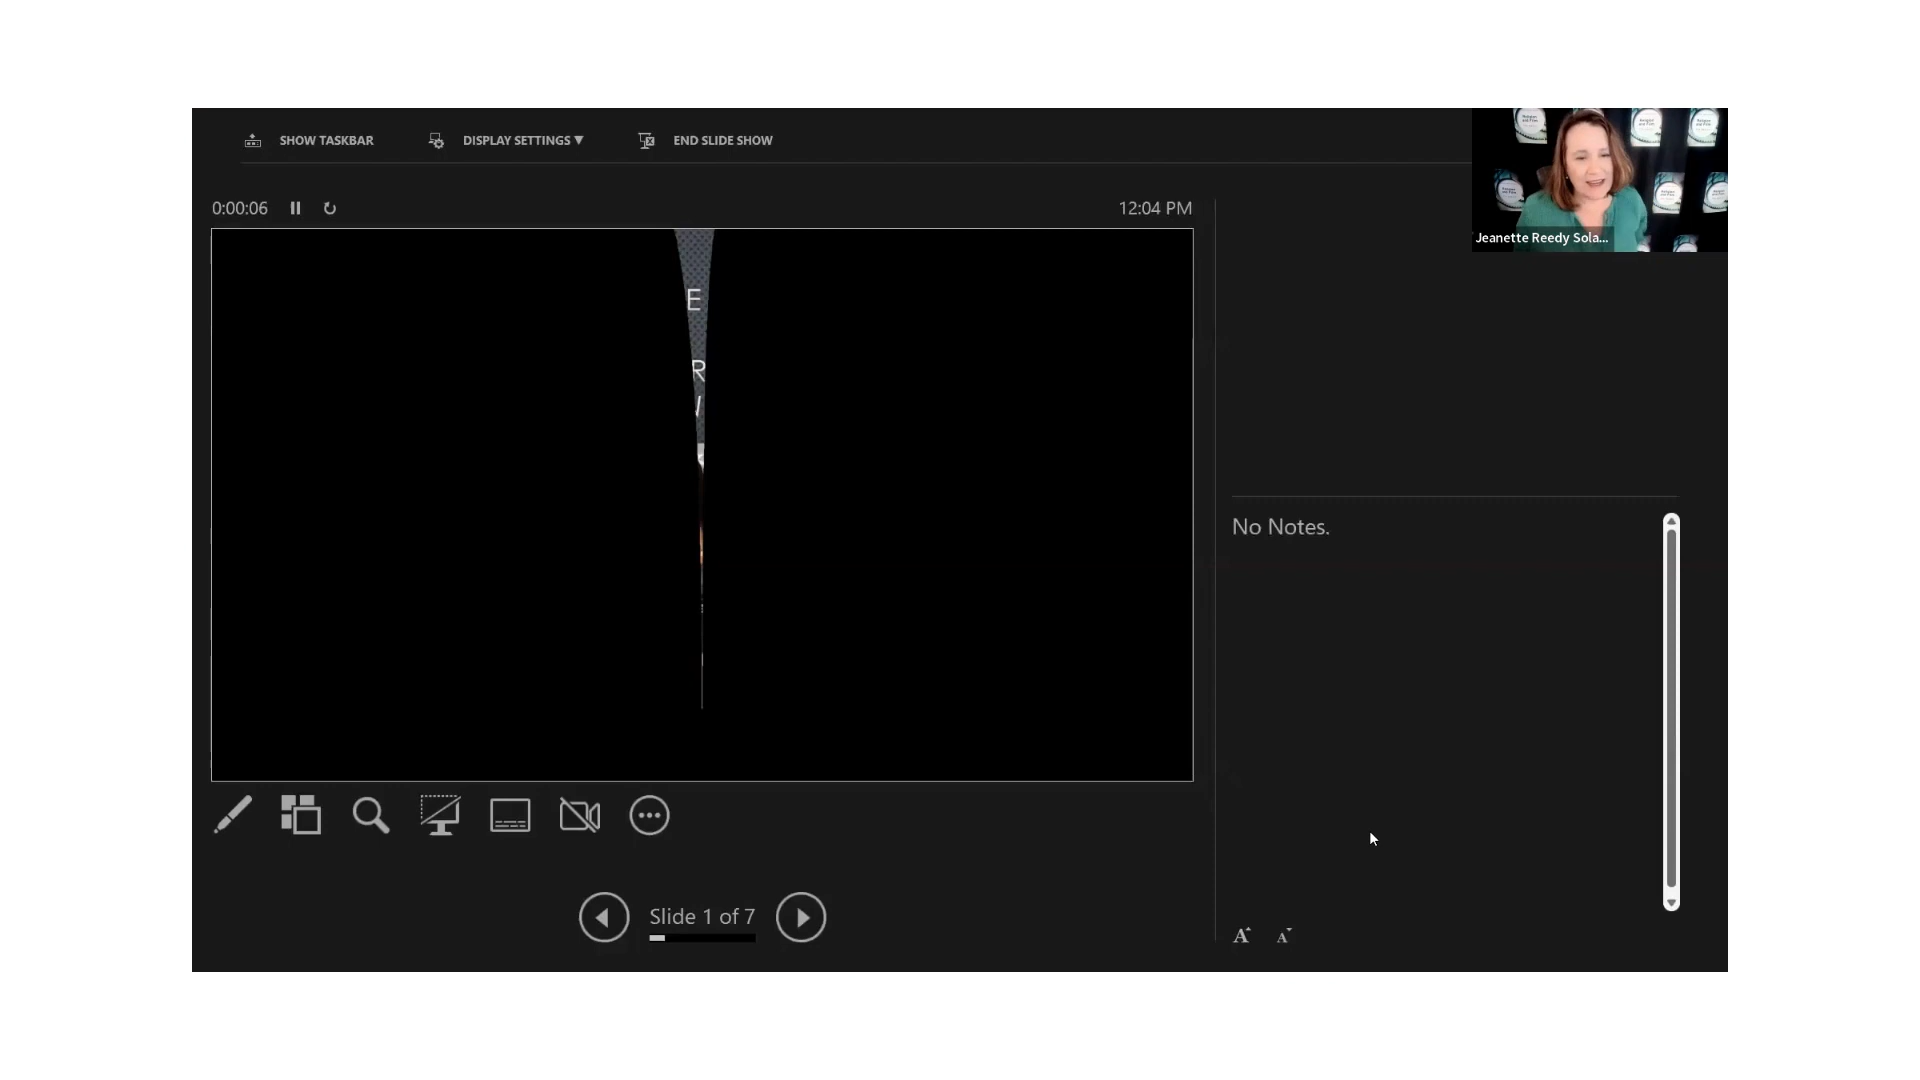 SHOW TASKBAR DISPLAY SETTINGS ▼ END SLIDE SHOW
Jeanette Reedy Sola...
0:00:06 12:04 PM
E
R
No Notes.
Slide 1 of 7
A A